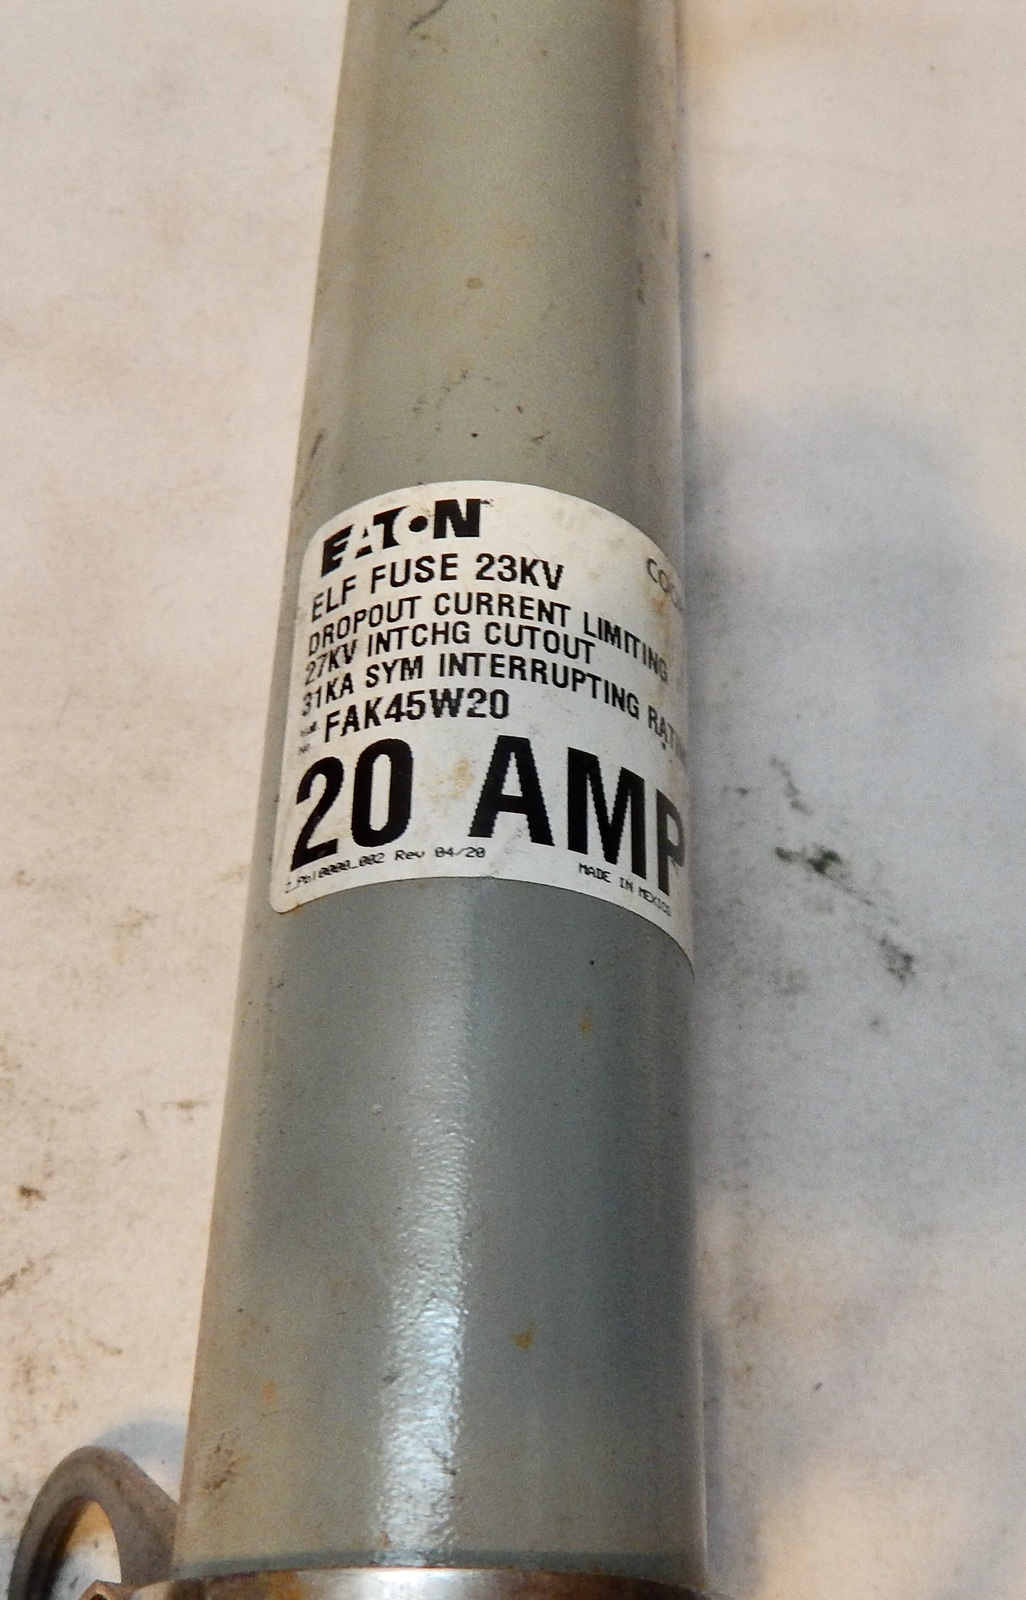 EATON
ELF FUSE 23KV
DROPOUT CURRENT LIMITING
27KV INTCHG CUTOUT
31KA SYM INTERRUPTING
FAK45W20
20 AMP
Rev 04/20
MADE IN MEXICO